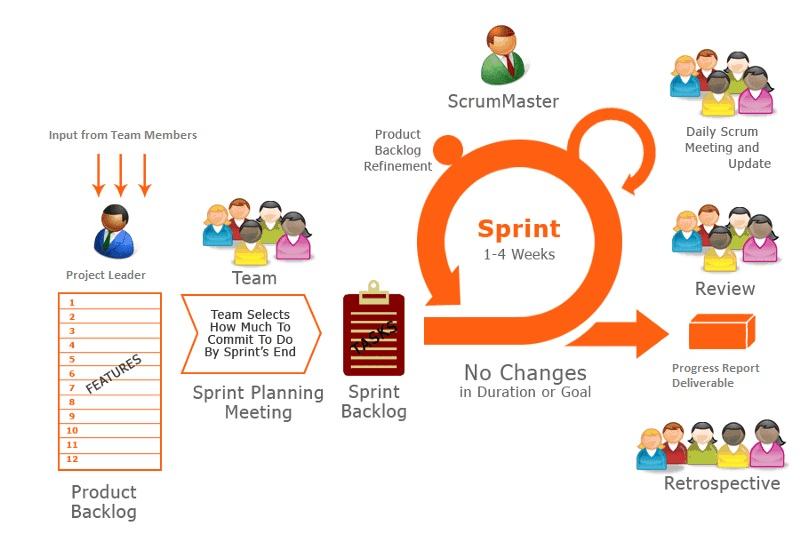 Input from Team Members
Project Leader
1
2
3
4
5
6
7
8
9
10
11
12
FEATURES
Product
Backlog
Team
Team Selects
How Much To
Commit To Do
By Sprint's End
Sprint Planning
Meeting
TASKS
Sprint
Backlog
ScrumMaster
Product
Backlog
Refinement
Sprint
1-4 Weeks
No Changes
in Duration or Goal
Daily Scrum
Meeting and
Update
Review
Progress Report
Deliverable
Retrospective